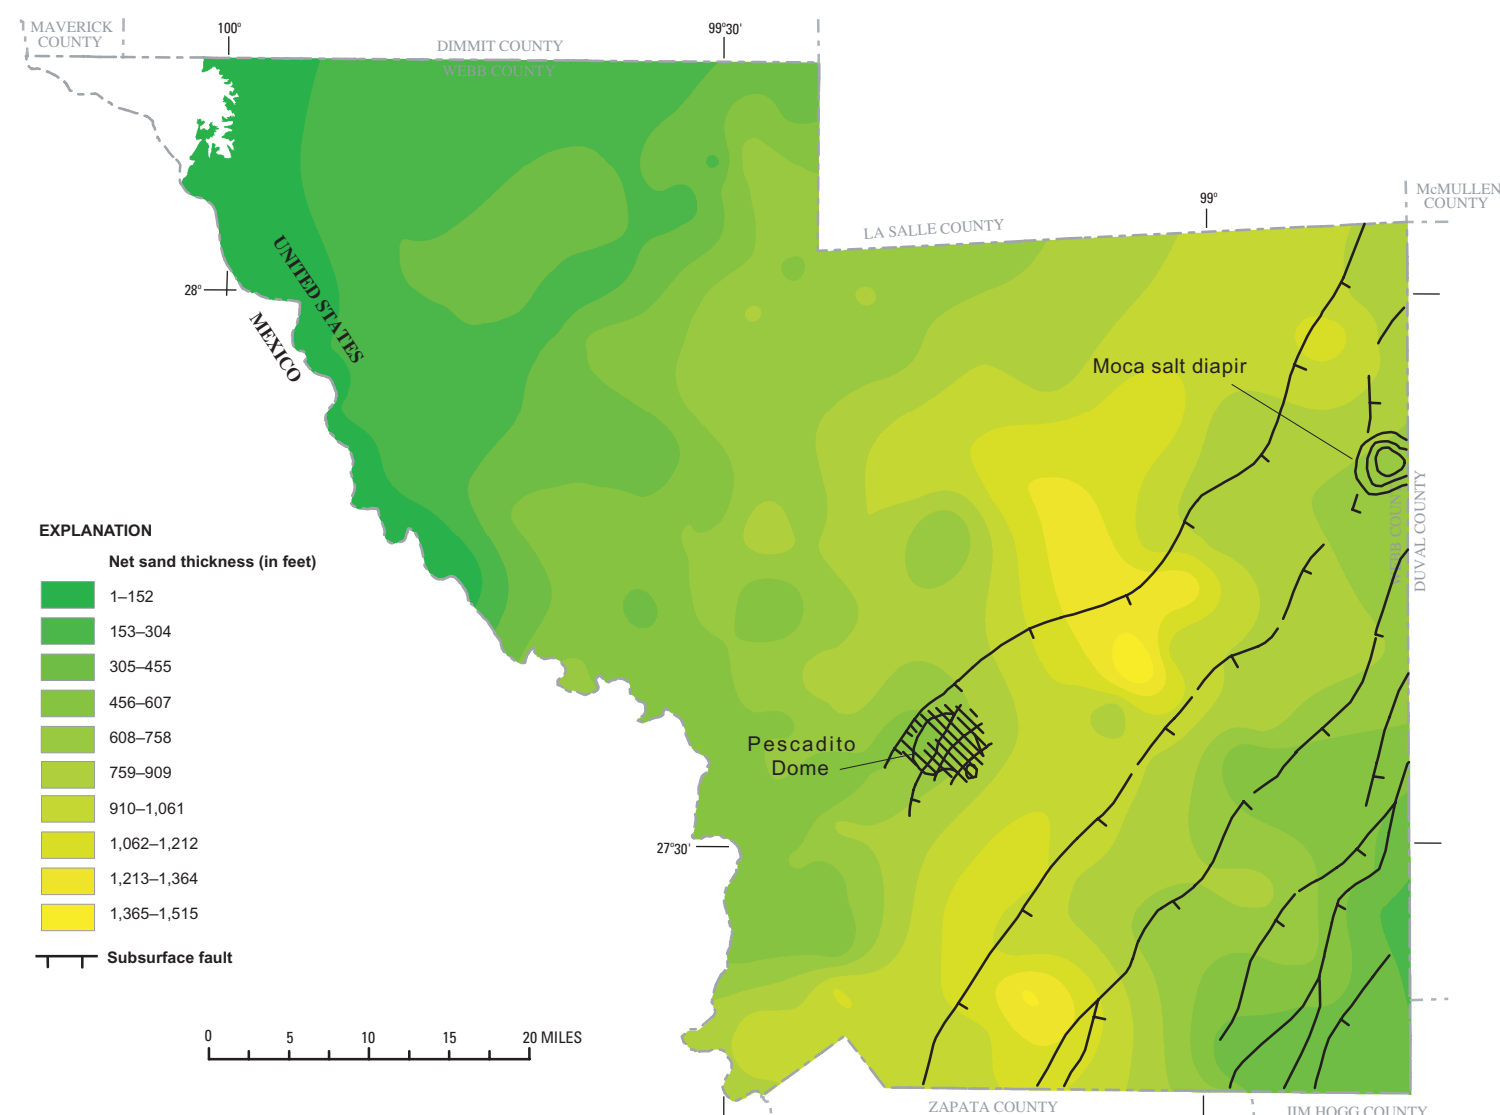 MAVERICK
COUNTY
100°
99°30'
DIMMIT COUNTY
WEBB COUNTY
McMULLEN
COUNTY
99°
LA SALLE COUNTY
28°
UNITED STATES
MEXICO
Moca salt diapir
WEBB COUNTY
DUVAL COUNTY
EXPLANATION
Net sand thickness (in feet)
1–152
153–304
305–455
456–607
608–758
759–909
910–1,061
1,062–1,212
1,213–1,364
1,365–1,515
Subsurface fault
Pescadito
Dome
27°30'
0 5 10 15 20 MILES
ZAPATA COUNTY
JIM HOGG COUNTY